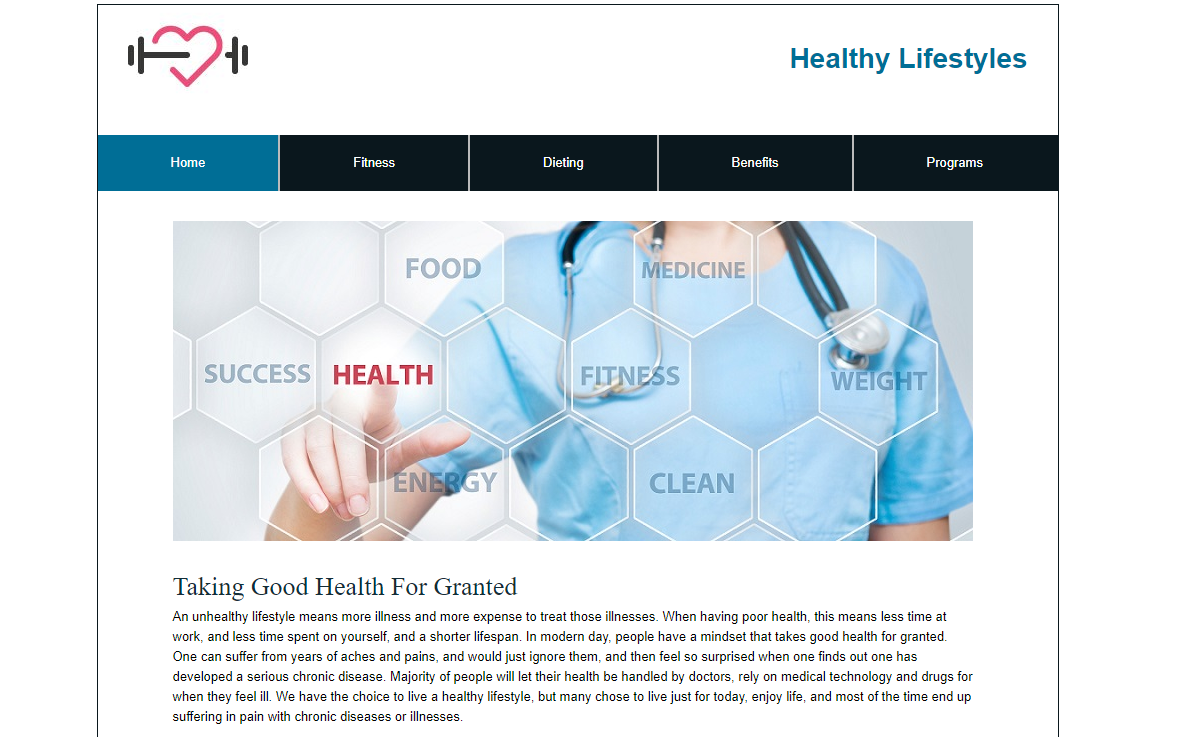 Healthy Lifestyles
Home Fitness Dieting Benefits Programs
FOOD MEDICINE
SUCCESS HEALTH FITNESS WEIGHT
ENERGY CLEAN
Taking Good Health For Granted
An unhealthy lifestyle means more illness and more expense to treat those illnesses. When having poor health, this means less time at
work, and less time spent on yourself, and a shorter lifespan. In modern day, people have a mindset that takes good health for granted.
One can suffer from years of aches and pains, and would just ignore them, and then feel so surprised when one finds out one has
developed a serious chronic disease. Majority of people will let their health be handled by doctors, rely on medical technology and drugs for
when they feel ill. We have the choice to live a healthy lifestyle, but many chose to live just for today, enjoy life, and most of the time end up
suffering in pain with chronic diseases or illnesses.